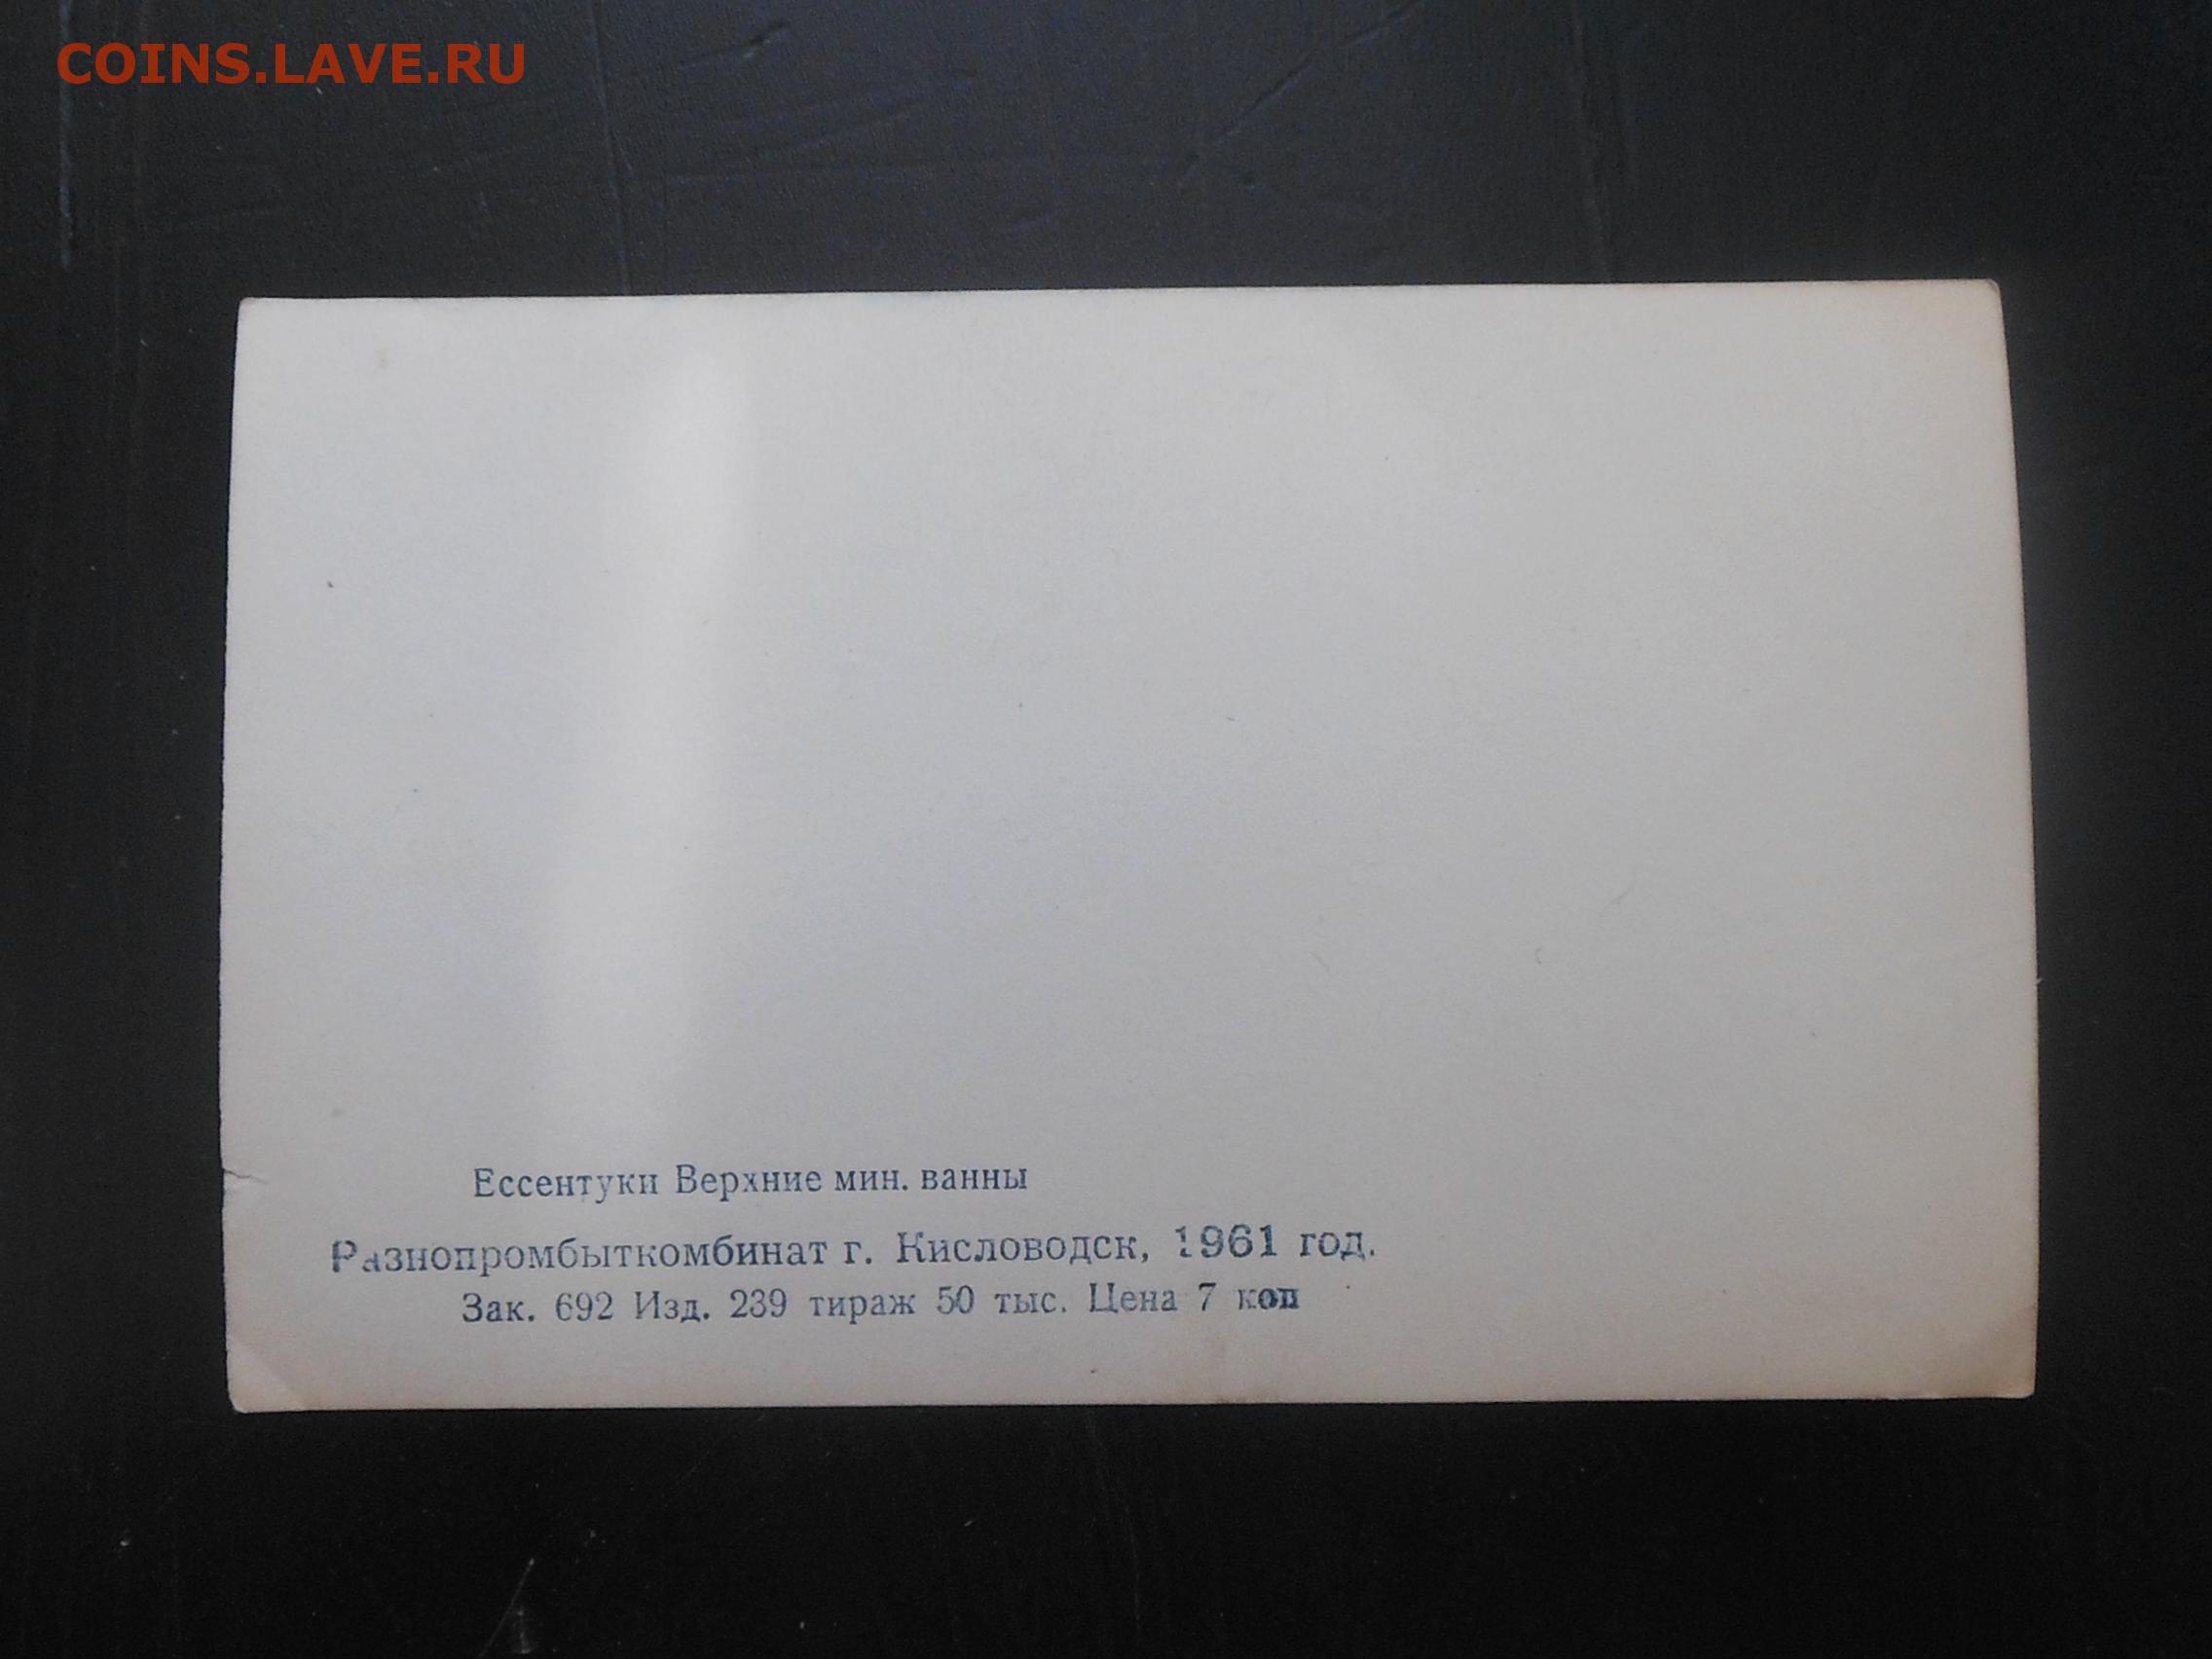 COINS.LAVE.RU
Ессентуки Верхние мин. ванны
Разнопромбыткомбинат г. Кисловодск, 1961 год.
Зак. 692 Изд. 239 тираж 50 тыс. Цена 7 коп